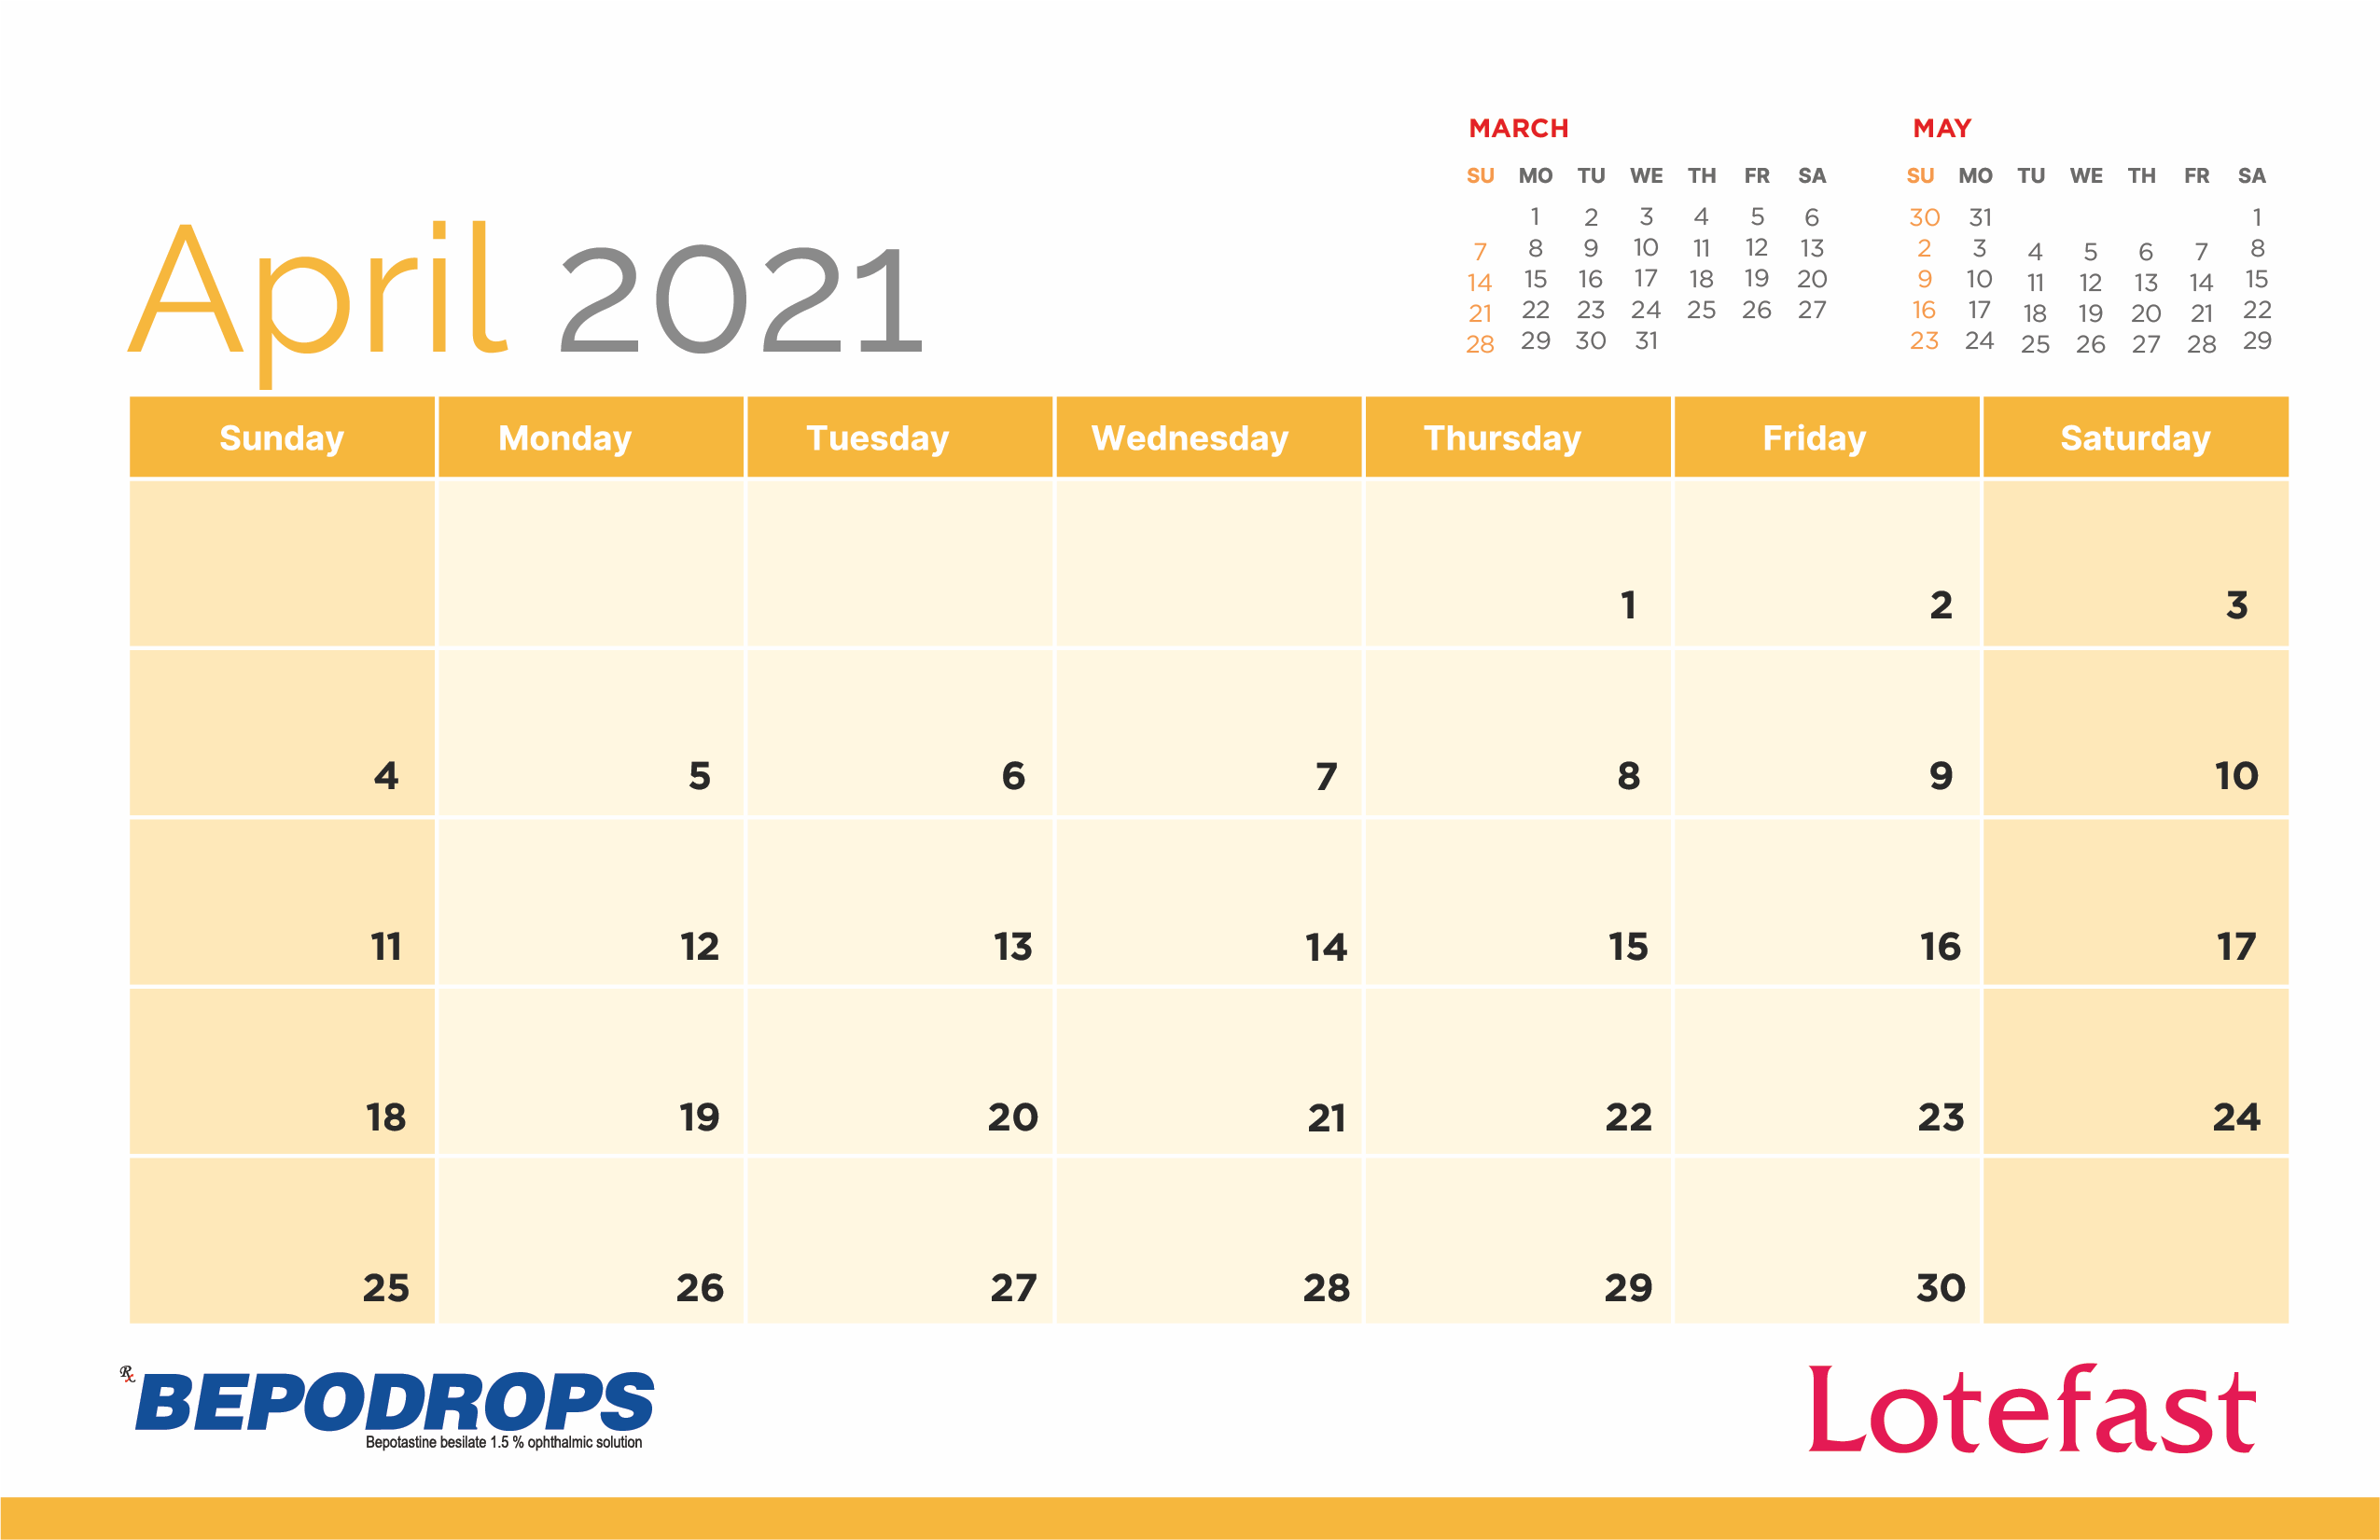 April 2021
MARCH
SU MO TU WE TH FR SA
1 2 3 4 5 6
7 8 9 10 11 12 13
14 15 16 17 18 19 20
21 22 23 24 25 26 27
28 29 30 31
MAY
SU MO TU WE TH FR SA
30 31 1
2 3 4 5 6 7 8
9 10 11 12 13 14 15
16 17 18 19 20 21 22
23 24 25 26 27 28 29
Sunday Monday Tuesday Wednesday Thursday Friday Saturday
1 2 3
4 5 6 7 8 9 10
11 12 13 14 15 16 17
18 19 20 21 22 23 24
25 26 27 28 29 30
Rx BEPODROPS
Bepotastine besilate 1.5 % ophthalmic solution
Lotefast